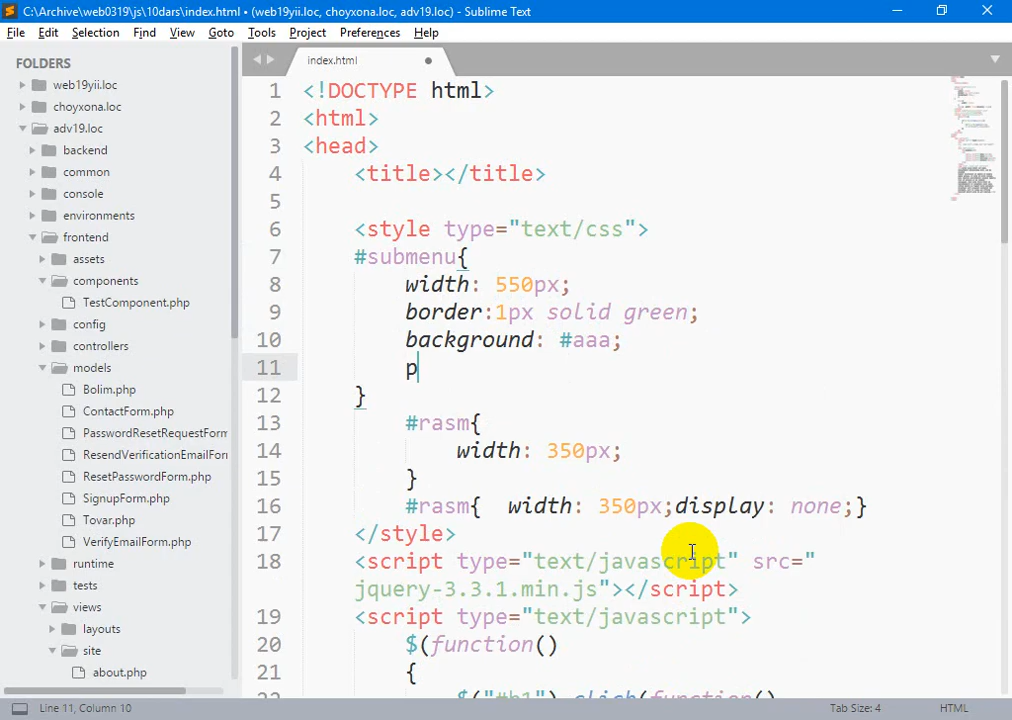 C:\Archive\web0319\js\10dars\index.html • (web19yii.loc, choyxona.loc, adv19.loc) - Sublime Text
File Edit Selection Find View Goto Tools Project Preferences Help
FOLDERS
web19yii.loc
choyxona.loc
adv19.loc
backend
common
console
environments
frontend
assets
components
TestComponent.php
config
controllers
models
Bolim.php
ContactForm.php
PasswordResetRequestForm
ResendVerificationEmailForm
ResetPasswordForm.php
SignupForm.php
Tovar.php
VerifyEmailForm.php
runtime
tests
views
layouts
site
about.php
index.html
1 <!DOCTYPE html>
2 <html>
3 <head>
4 <title></title>
5
6 <style type="text/css">
7 #submenu{
8 width: 550px;
9 border:1px solid green;
10 background: #aaa;
11 p
12 }
13 #rasm{
14 width: 350px;
15 }
16 #rasm{  width: 350px;display: none;}
17 </style>
18 <script type="text/javascript" src="
jquery-3.3.1.min.js"></script>
19 <script type="text/javascript">
20 $(function()
21 {
22 $("#b1").click(function()
Line 11, Column 10
Tab Size: 4
HTML